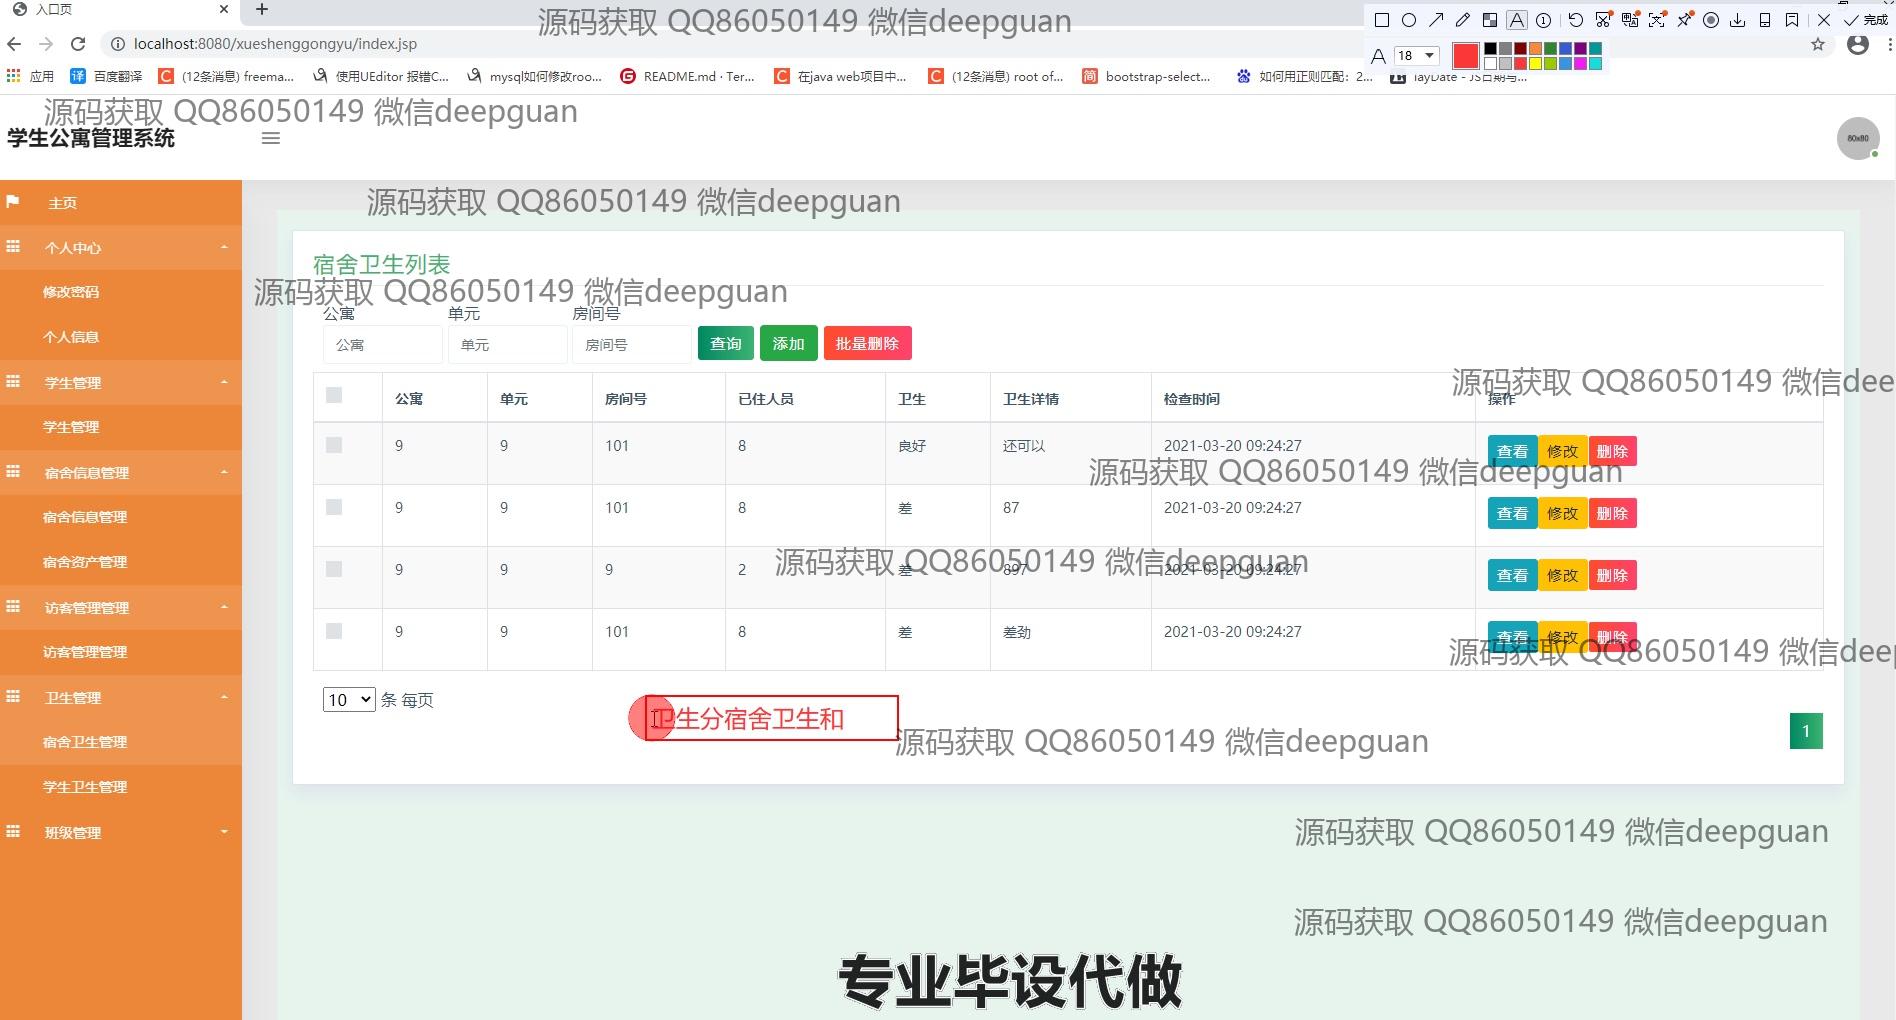 入口页
源码获取 QQ86050149 微信deepguan
完成
localhost:8080/xueshenggongyu/index.jsp
18
应用 百度翻译 (12条消息) freema... 使用UEditor 报错C... mysql如何修改roo... README.md · Ter... 在java web项目中... (12条消息) root of... bootstrap-select... 如何用正则匹配：2... layDate - JS日期与...
源码获取 QQ86050149 微信deepguan
学生公寓管理系统
80x80
主页
源码获取 QQ86050149 微信deepguan
个人中心
修改密码
个人信息
学生管理
学生管理
宿舍信息管理
宿舍信息管理
宿舍资产管理
访客管理管理
访客管理管理
卫生管理
宿舍卫生管理
学生卫生管理
班级管理
宿舍卫生列表
源码获取 QQ86050149 微信deepguan
公寓 单元 房间号
公寓 单元 房间号 查询 添加 批量删除
源码获取 QQ86050149 微信dee
公寓 单元 房间号 已住人员 卫生 卫生详情 检查时间 操作
9 9 101 8 良好 还可以 2021-03-20 09:24:27 查看 修改 删除
源码获取 QQ86050149 微信deepguan
9 9 101 8 差 87 2021-03-20 09:24:27 查看 修改 删除
源码获取 QQ86050149 微信deepguan
9 9 9 2 差 897 2021-03-20 09:24:27 查看 修改 删除
9 9 101 8 差 差劲 2021-03-20 09:24:27 查看 修改 删除
源码获取 QQ86050149 微信deep
10 条 每页
卫生分宿舍卫生和
1
源码获取 QQ86050149 微信deepguan
源码获取 QQ86050149 微信deepguan
源码获取 QQ86050149 微信deepguan
专业毕设代做